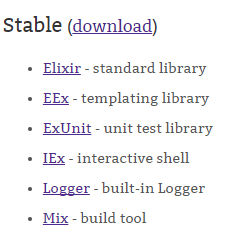 Stable (download)
• Elixir - standard library
• EEx - templating library
• ExUnit - unit test library
• IEx - interactive shell
• Logger - built-in Logger
• Mix - build tool